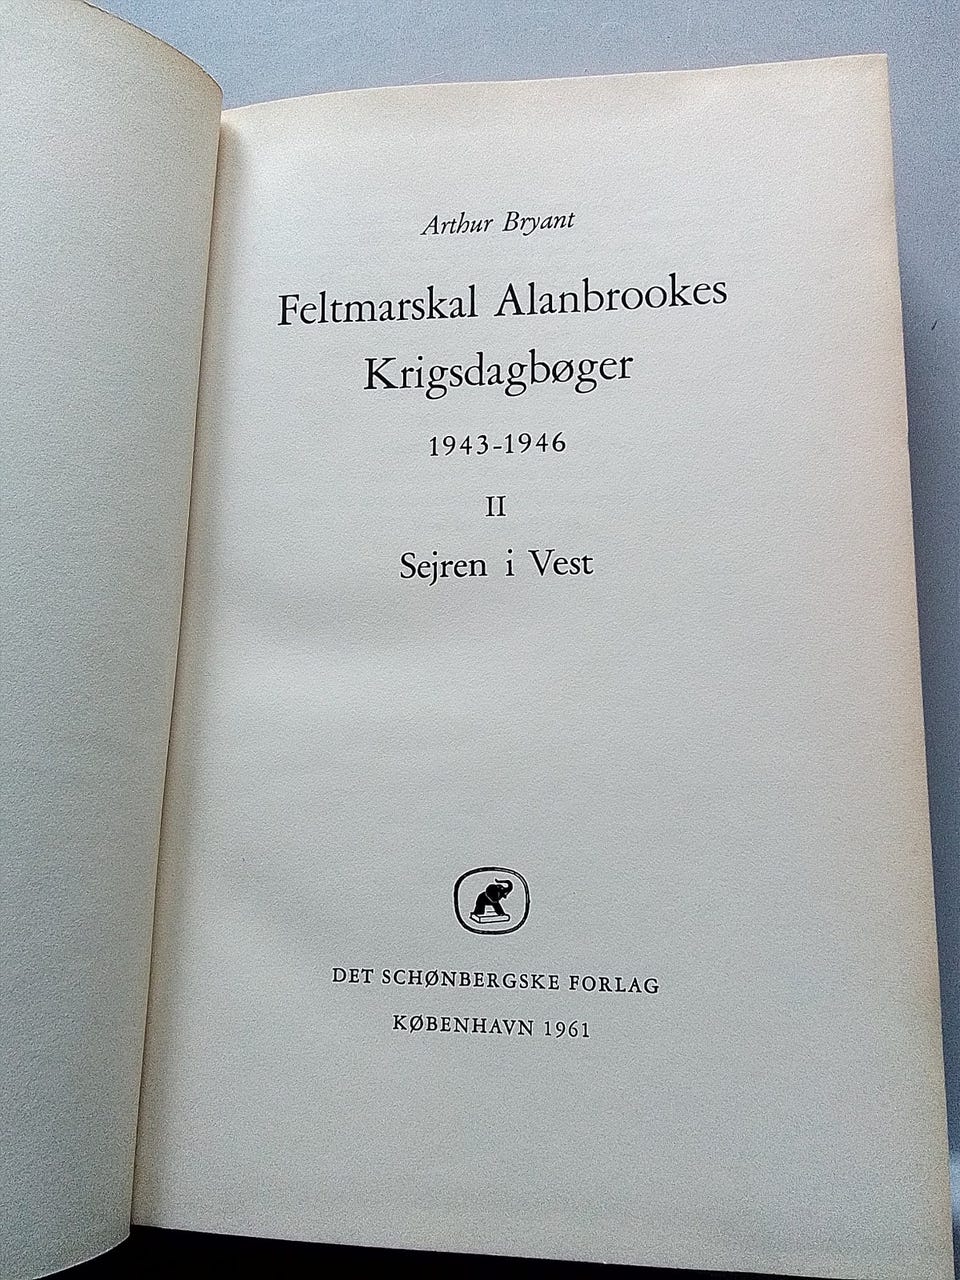 Arthur Bryant
Feltmarskal Alanbrookes
Krigsdagbøger
1943-1946
II
Sejren i Vest
DET SCHØNBERGSKE FORLAG
KØBENHAVN 1961